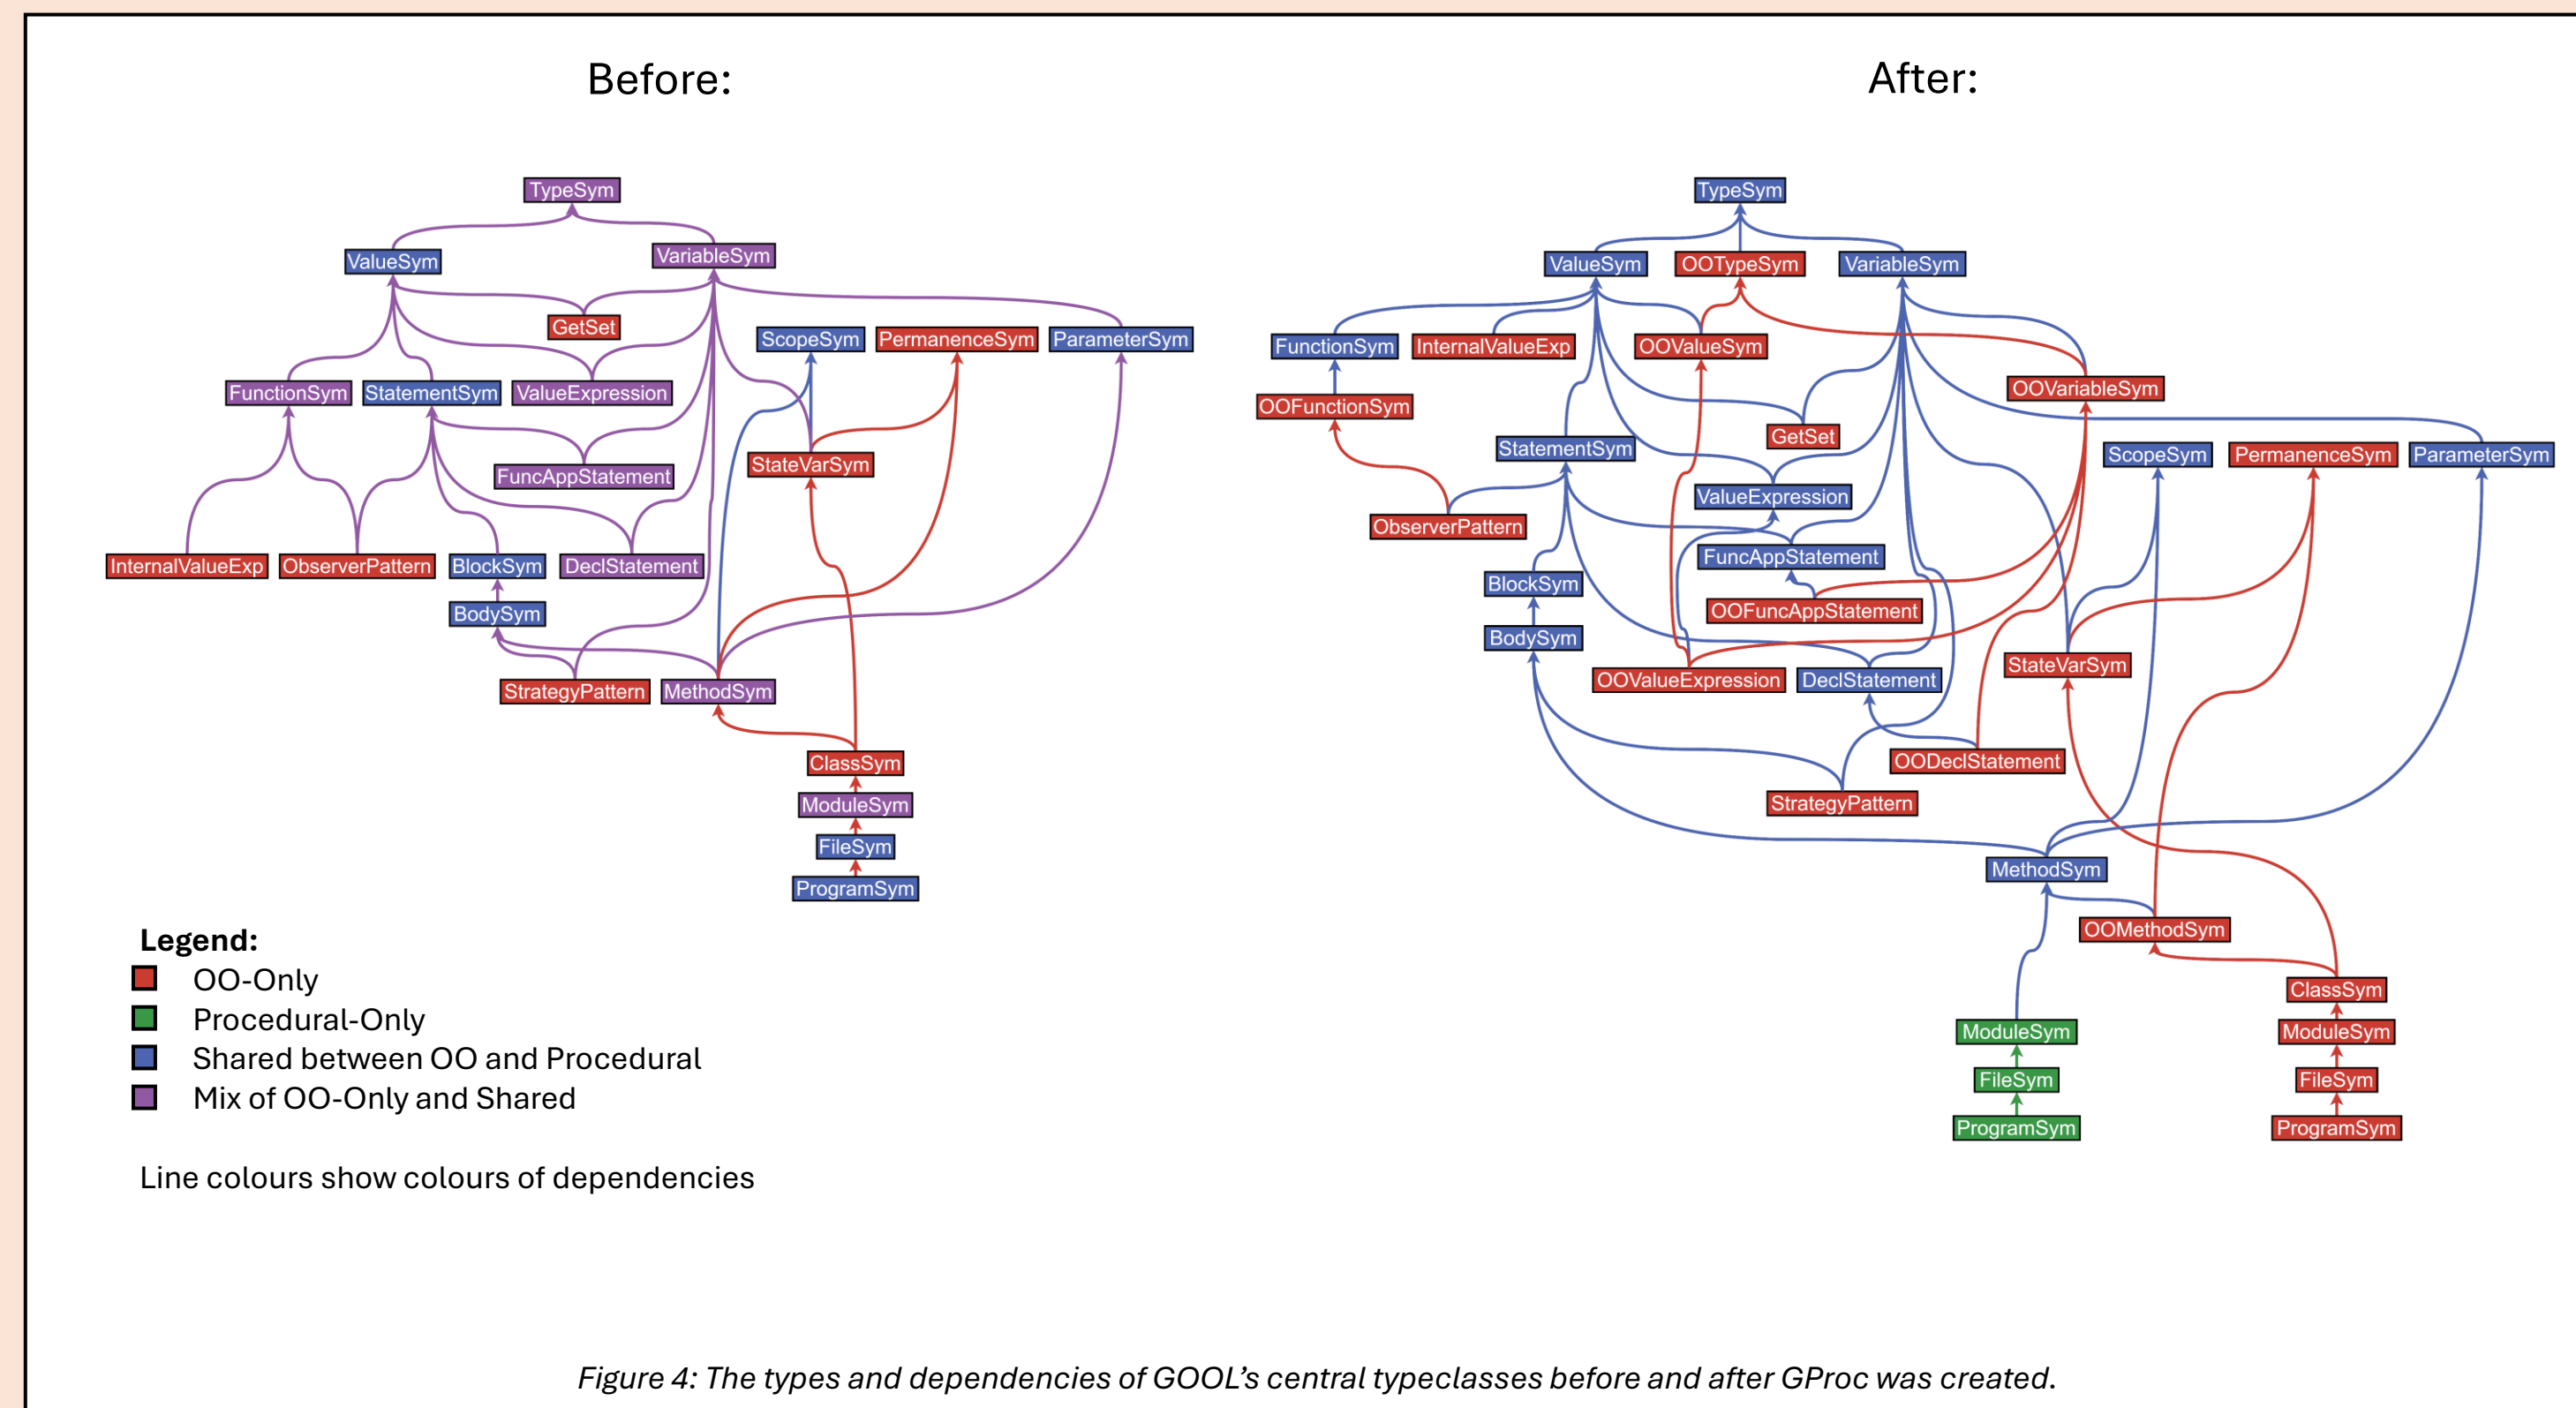 Before:
After:
TypeSym
ValueSym
VariableSym
GetSet
ScopeSym
PermanenceSym
ParameterSym
FunctionSym
StatementSym
ValueExpression
FuncAppStatement
StateVarSym
InternalValueExp
ObserverPattern
BlockSym
DeclStatement
BodySym
StrategyPattern
MethodSym
ClassSym
ModuleSym
FileSym
ProgramSym
Legend:
OO-Only
Procedural-Only
Shared between OO and Procedural
Mix of OO-Only and Shared
Line colours show colours of dependencies
TypeSym
ValueSym
OOTypeSym
VariableSym
FunctionSym
InternalValueExp
OOValueSym
OOVariableSym
OOFunctionSym
GetSet
StatementSym
ScopeSym
PermanenceSym
ParameterSym
ValueExpression
ObserverPattern
FuncAppStatement
BlockSym
OOFuncAppStatement
BodySym
StateVarSym
OOValueExpression
DeclStatement
OODeclStatement
StrategyPattern
MethodSym
OOMethodSym
ClassSym
ModuleSym
ModuleSym
FileSym
FileSym
ProgramSym
ProgramSym
Figure 4: The types and dependencies of GOOL’s central typeclasses before and after GProc was created.